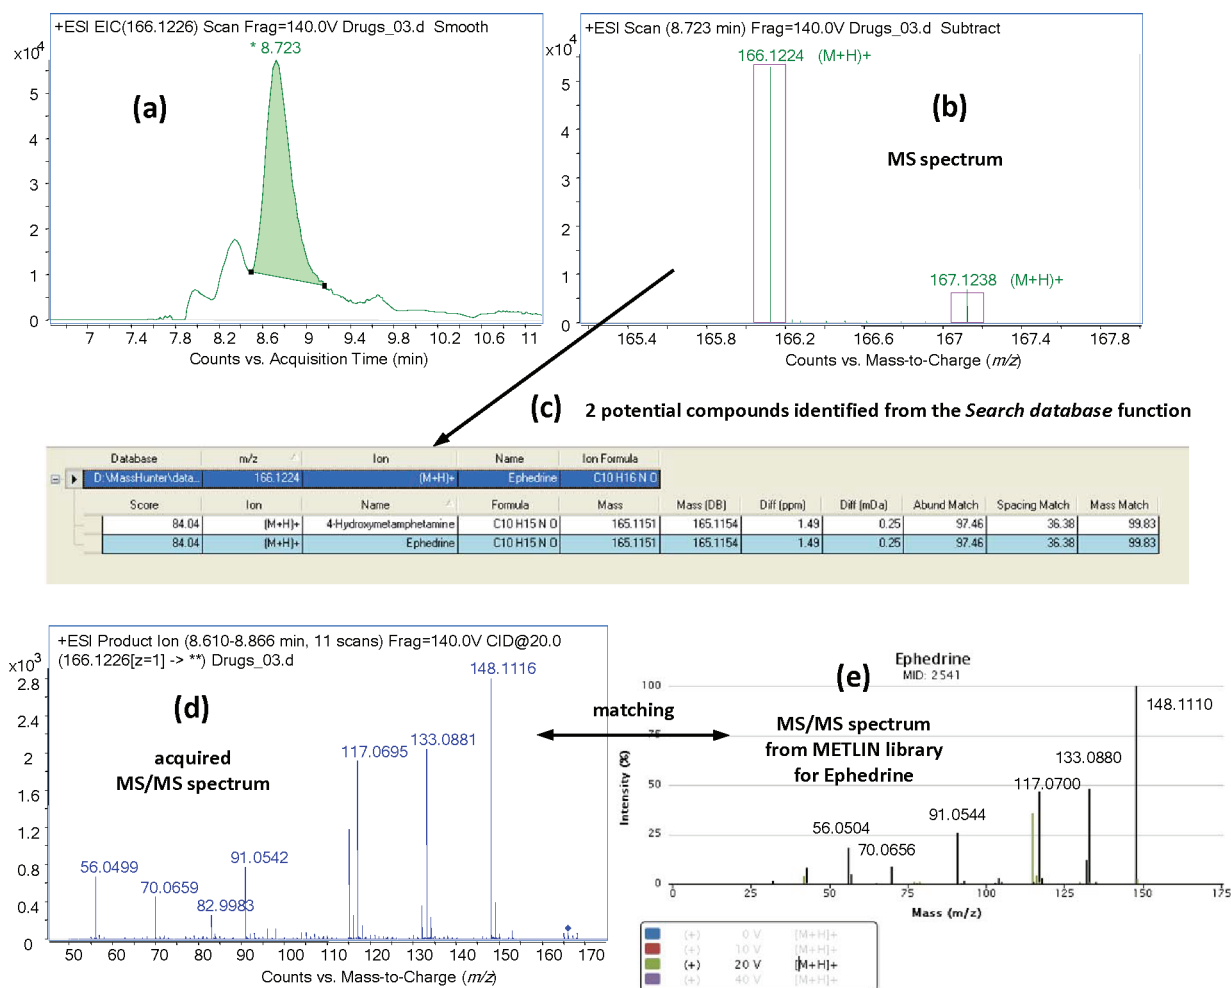 +ESI EIC(166.1226) Scan Frag=140.0V Drugs_03.d Smooth
x10⁴
* 8.723
(a)
5
4
3
2
1
0
7 7.4 7.8 8.2 8.6 9 9.4 9.8 10.2 10.6 11
Counts vs. Acquisition Time (min)
+ESI Scan (8.723 min) Frag=140.0V Drugs_03.d Subtract
x10⁴
166.1224 (M+H)+
(b)
MS spectrum
167.1238 (M+H)+
5
4
3
2
1
0
165.4 165.8 166.2 166.6 167 167.4 167.8
Counts vs. Mass-to-Charge (m/z)
(c) 2 potential compounds identified from the Search database function
Database m/z Ion Name Ion Formula
D:\MassHunter\data... 166.1224 (M+H)+ Ephedrine C10 H16 N O
Score Ion Name Formula Mass Mass (DB) Diff (ppm) Diff (mDa) Abund Match Spacing Match Mass Match
84.04 (M+H)+ 4-Hydroxymetamphetamine C10 H15 N O 165.1151 165.1154 1.49 0.25 97.46 36.38 99.83
84.04 (M+H)+ Ephedrine C10 H15 N O 165.1151 165.1154 1.49 0.25 97.46 36.38 99.83
+ESI Product Ion (8.610-8.866 min, 11 scans) Frag=140.0V CID@20.0
(166.1226[z=1] -> **) Drugs_03.d
x10³
148.1116
(d)
acquired
MS/MS spectrum
133.0881
117.0695
91.0542
56.0499
70.0659
82.9983
2.8
2.4
2
1.6
1.2
0.8
0.4
0
50 60 70 80 90 100 110 120 130 140 150 160 170
Counts vs. Mass-to-Charge (m/z)
matching
Ephedrine
MID: 2541
(e)
MS/MS spectrum
from METLIN library
for Ephedrine
148.1110
133.0880
117.0700
91.0544
56.0504
70.0656
Intensity (%)
100
75
50
25
0
0 25 50 75 100 125 150 175
Mass (m/z)
(+) 0 V [M+H]+
(+) 10 V [M+H]+
(+) 20 V [M+H]+
(+) 40 V [M+H]+